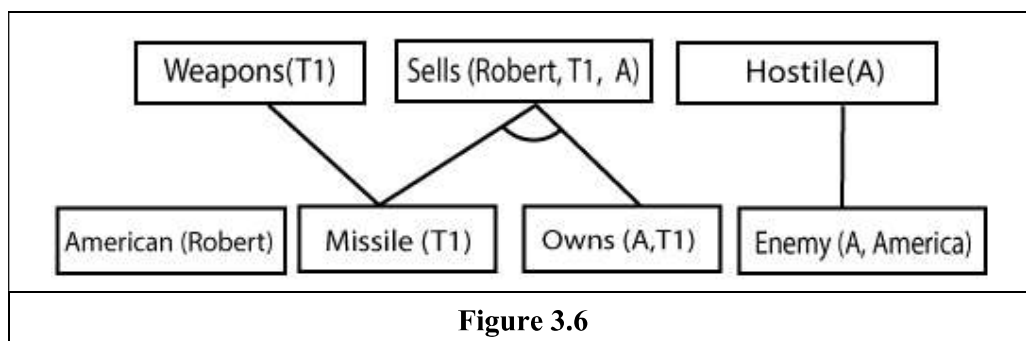 Weapons(T1)
Sells (Robert, T1, A)
Hostile(A)
American (Robert)
Missile (T1)
Owns (A,T1)
Enemy (A, America)
Figure 3.6